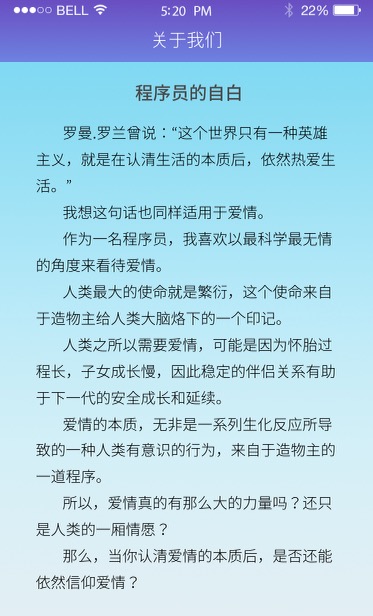 BELL 5:20 PM 22%
关于我们
程序员的自白
罗曼.罗兰曾说：“这个世界只有一种英雄
主义，就是在认清生活的本质后，依然热爱生
活。”
我想这句话也同样适用于爱情。
作为一名程序员，我喜欢以最科学最无情
的角度来看待爱情。
人类最大的使命就是繁衍，这个使命来自
于造物主给人类大脑烙下的一个印记。
人类之所以需要爱情，可能是因为怀胎过
程长，子女成长慢，因此稳定的伴侣关系有助
于下一代的安全成长和延续。
爱情的本质，无非是一系列生化反应所导
致的一种人类有意识的行为，来自于造物主的
一道程序。
所以，爱情真的有那么大的力量吗？还只
是人类的一厢情愿？
那么，当你认清爱情的本质后，是否还能
依然信仰爱情？